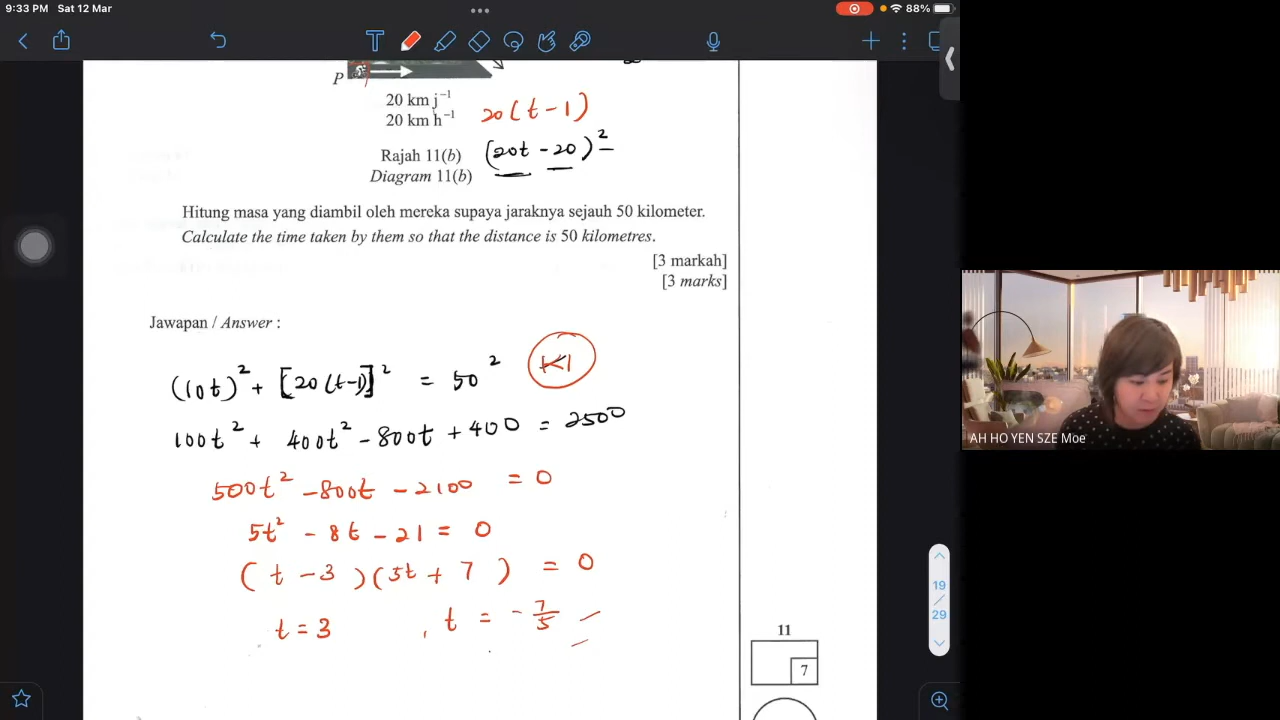 9:33 PM Sat 12 Mar
88%
P
20 km j⁻¹
20 km h⁻¹
20(t-1)
Rajah 11(b)
Diagram 11(b)
(20t - 20)²
Hitung masa yang diambil oleh mereka supaya jaraknya sejauh 50 kilometer.
Calculate the time taken by them so that the distance is 50 kilometres.
[3 markah]
[3 marks]
Jawapan / Answer :
K1
(10t)² + [20(t-1)]² = 50²
100t² + 400t² - 800t + 400 = 2500
500t² - 800t - 2100 = 0
5t² - 8t - 21 = 0
(t - 3)(5t + 7) = 0
t = 3 , t = -7/5
11
7
19
/
29
AH HO YEN SZE Moe